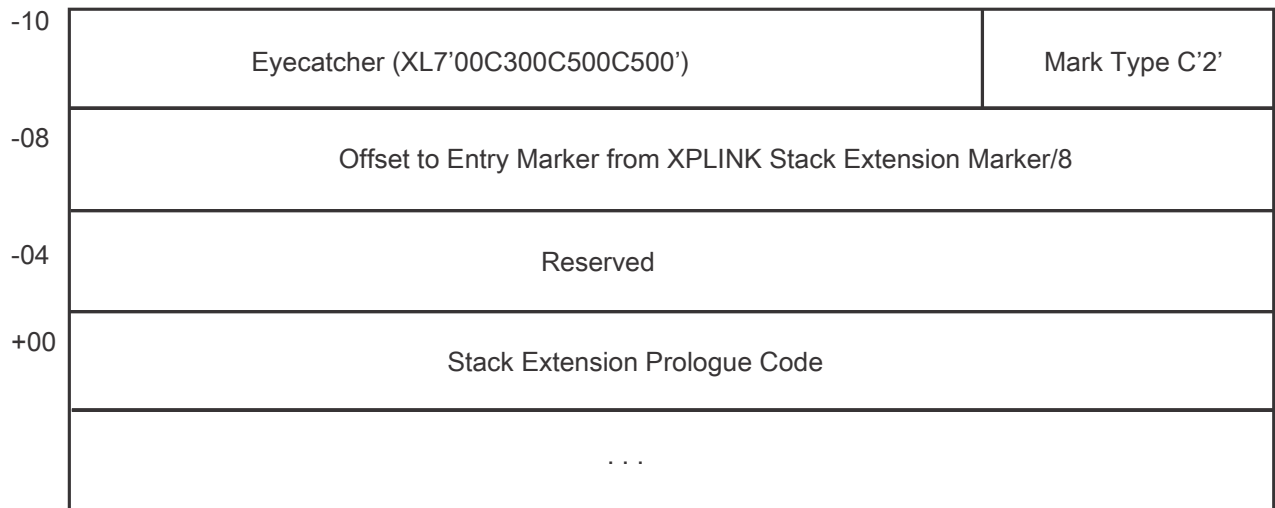 -10
Eyecatcher (XL7’00C300C500C500’)
Mark Type C’2’
-08
Offset to Entry Marker from XPLINK Stack Extension Marker/8
-04
Reserved
+00
Stack Extension Prologue Code
. . .